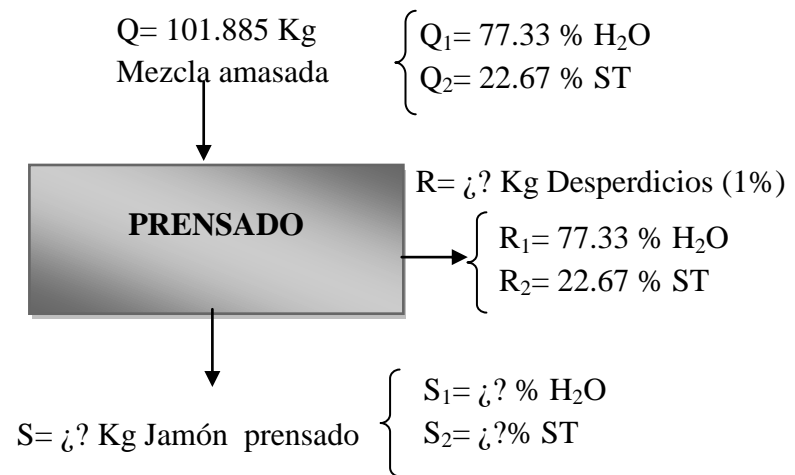 Q= 101.885 Kg
Mezcla amasada
Q₁= 77.33 % H₂O
Q₂= 22.67 % ST
PRENSADO
R= ¿? Kg Desperdicios (1%)
R₁= 77.33 % H₂O
R₂= 22.67 % ST
S= ¿? Kg Jamón prensado
S₁= ¿? % H₂O
S₂= ¿?% ST